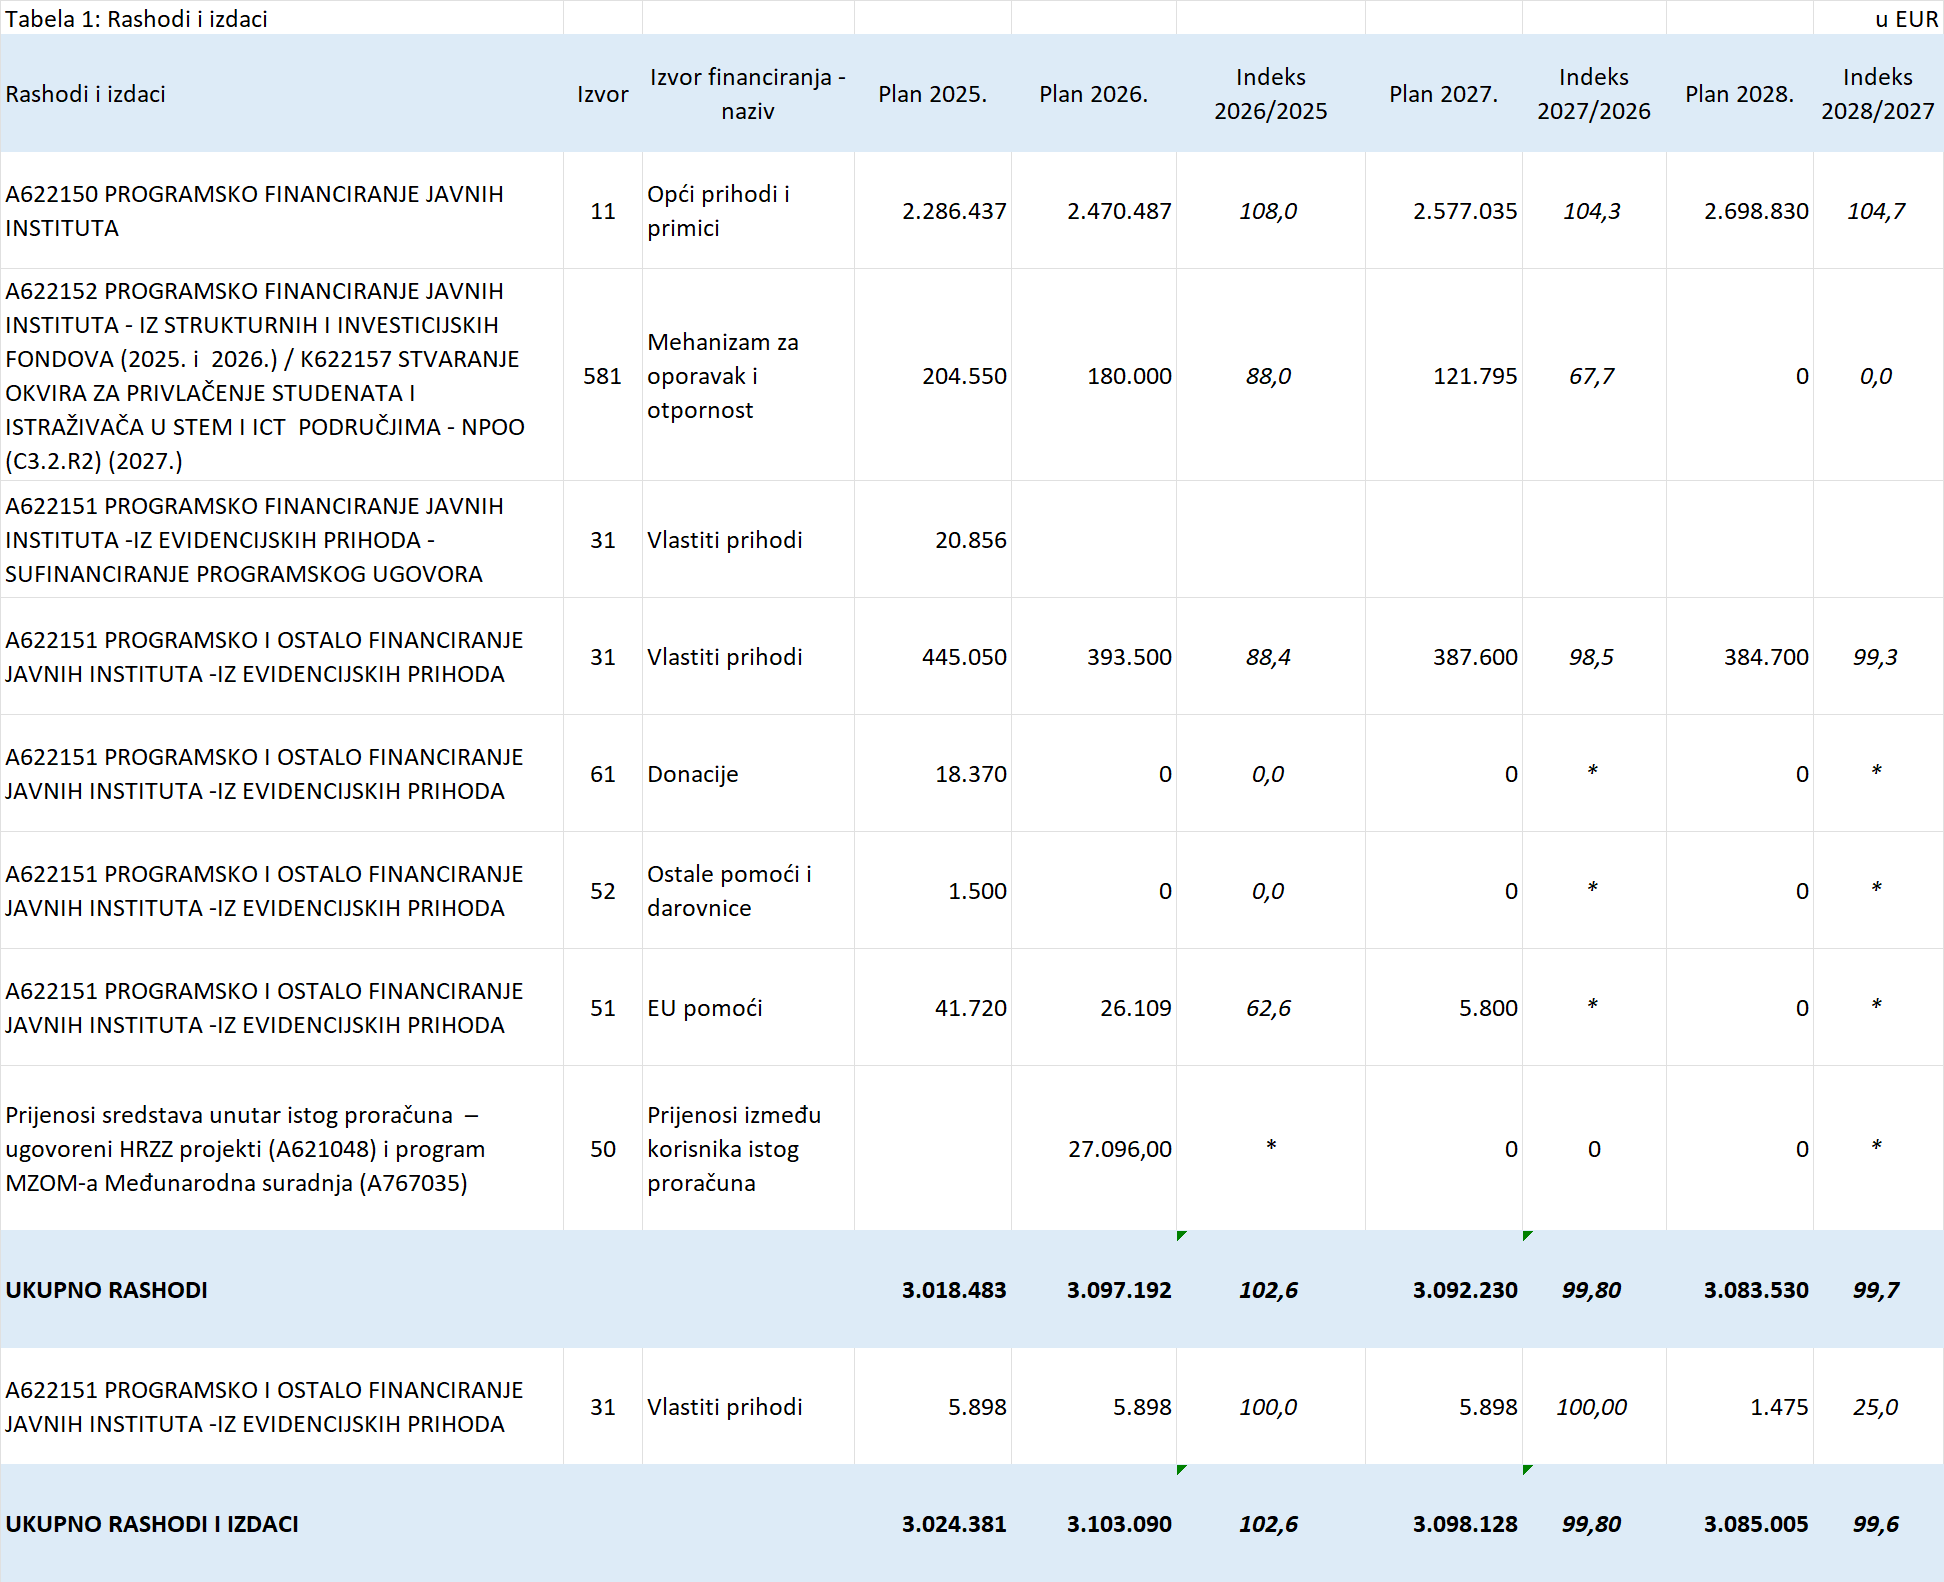 Tabela 1: Rashodi i izdaci u EUR
Rashodi i izdaci Izvor Izvor financiranja - naziv Plan 2025. Plan 2026. Indeks 2026/2025 Plan 2027. Indeks 2027/2026 Plan 2028. Indeks 2028/2027
A622150 PROGRAMSKO FINANCIRANJE JAVNIH
INSTITUTA
11
Opći prihodi i
primici
2.286.437 2.470.487 108,0 2.577.035 104,3 2.698.830 104,7
A622152 PROGRAMSKO FINANCIRANJE JAVNIH
INSTITUTA - IZ STRUKTURNIH I INVESTICIJSKIH
FONDOVA (2025. i  2026.) / K622157 STVARANJE
OKVIRA ZA PRIVLAČENJE STUDENATA I
ISTRAŽIVAČA U STEM I ICT  PODRUČJIMA - NPOO
(C3.2.R2) (2027.)
581
Mehanizam za
oporavak i
otpornost
204.550 180.000 88,0 121.795 67,7 0 0,0
A622151 PROGRAMSKO FINANCIRANJE JAVNIH
INSTITUTA -IZ EVIDENCIJSKIH PRIHODA -
SUFINANCIRANJE PROGRAMSKOG UGOVORA
31 Vlastiti prihodi 20.856
A622151 PROGRAMSKO I OSTALO FINANCIRANJE
JAVNIH INSTITUTA -IZ EVIDENCIJSKIH PRIHODA
31 Vlastiti prihodi 445.050 393.500 88,4 387.600 98,5 384.700 99,3
A622151 PROGRAMSKO I OSTALO FINANCIRANJE
JAVNIH INSTITUTA -IZ EVIDENCIJSKIH PRIHODA
61 Donacije 18.370 0 0,0 0 * 0 *
A622151 PROGRAMSKO I OSTALO FINANCIRANJE
JAVNIH INSTITUTA -IZ EVIDENCIJSKIH PRIHODA
52
Ostale pomoći i
darovnice
1.500 0 0,0 0 * 0 *
A622151 PROGRAMSKO I OSTALO FINANCIRANJE
JAVNIH INSTITUTA -IZ EVIDENCIJSKIH PRIHODA
51 EU pomoći 41.720 26.109 62,6 5.800 * 0 *
Prijenosi sredstava unutar istog proračuna  –
ugovoreni HRZZ projekti (A621048) i program
MZOM-a Međunarodna suradnja (A767035)
50
Prijenosi između
korisnika istog
proračuna
27.096,00 * 0 0 0 *
UKUPNO RASHODI 3.018.483 3.097.192 102,6 3.092.230 99,80 3.083.530 99,7
A622151 PROGRAMSKO I OSTALO FINANCIRANJE
JAVNIH INSTITUTA -IZ EVIDENCIJSKIH PRIHODA
31 Vlastiti prihodi 5.898 5.898 100,0 5.898 100,00 1.475 25,0
UKUPNO RASHODI I IZDACI 3.024.381 3.103.090 102,6 3.098.128 99,80 3.085.005 99,6